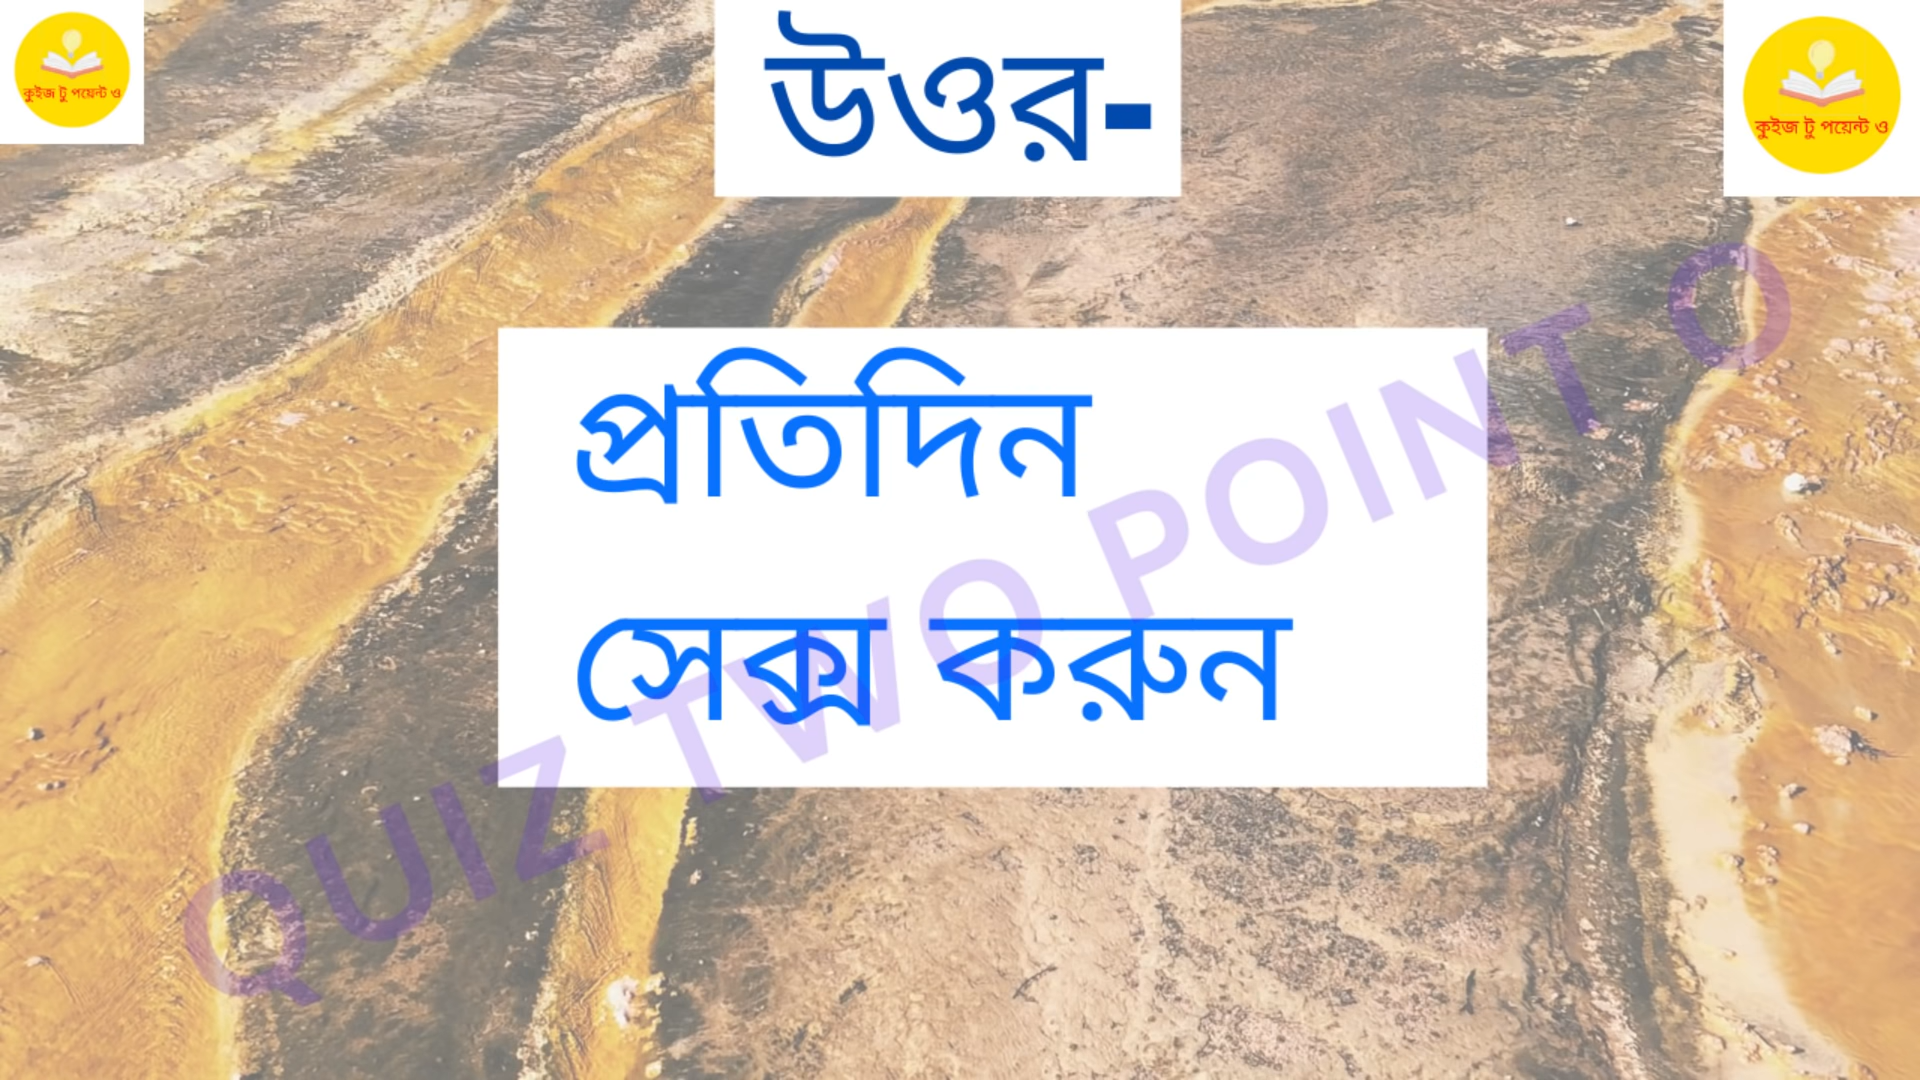 কুইজ টু পয়েন্ট ও
উওর-
কুইজ টু পয়েন্ট ও
প্রতিদিন
সেক্স করুন
QUIZ TWO POINT O